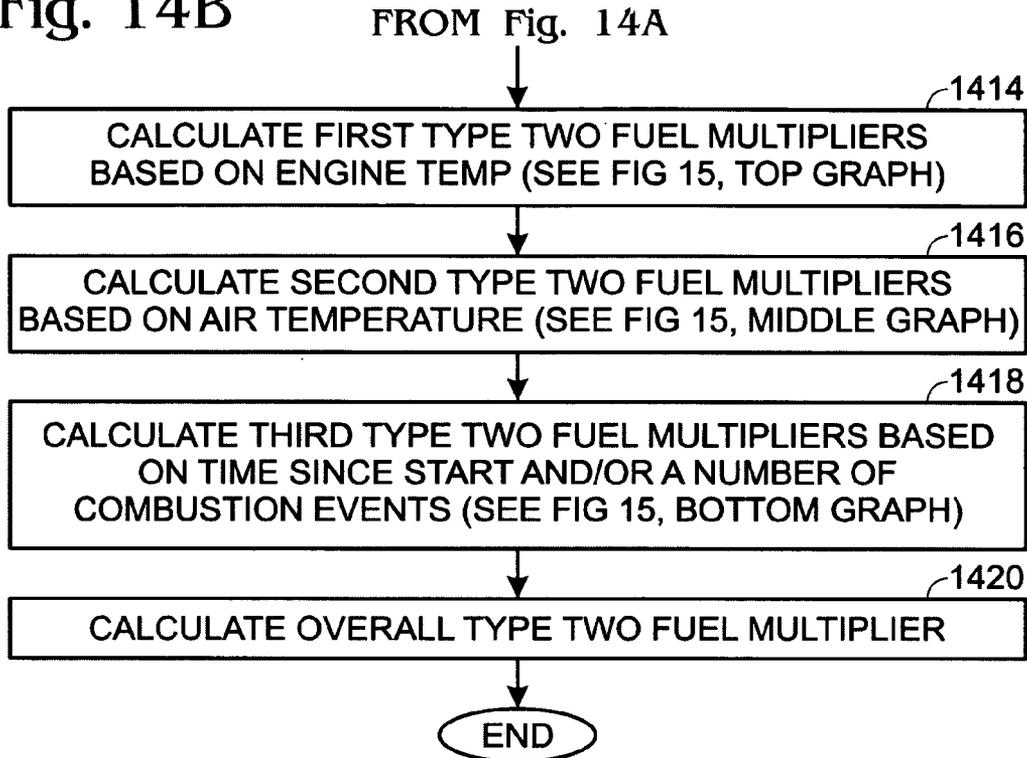 Fig. 14B
FROM Fig. 14A
1414
CALCULATE FIRST TYPE TWO FUEL MULTIPLIERS
BASED ON ENGINE TEMP (SEE FIG 15, TOP GRAPH)
1416
CALCULATE SECOND TYPE TWO FUEL MULTIPLIERS
BASED ON AIR TEMPERATURE (SEE FIG 15, MIDDLE GRAPH)
1418
CALCULATE THIRD TYPE TWO FUEL MULTIPLIERS BASED
ON TIME SINCE START AND/OR A NUMBER OF
COMBUSTION EVENTS (SEE FIG 15, BOTTOM GRAPH)
1420
CALCULATE OVERALL TYPE TWO FUEL MULTIPLIER
END